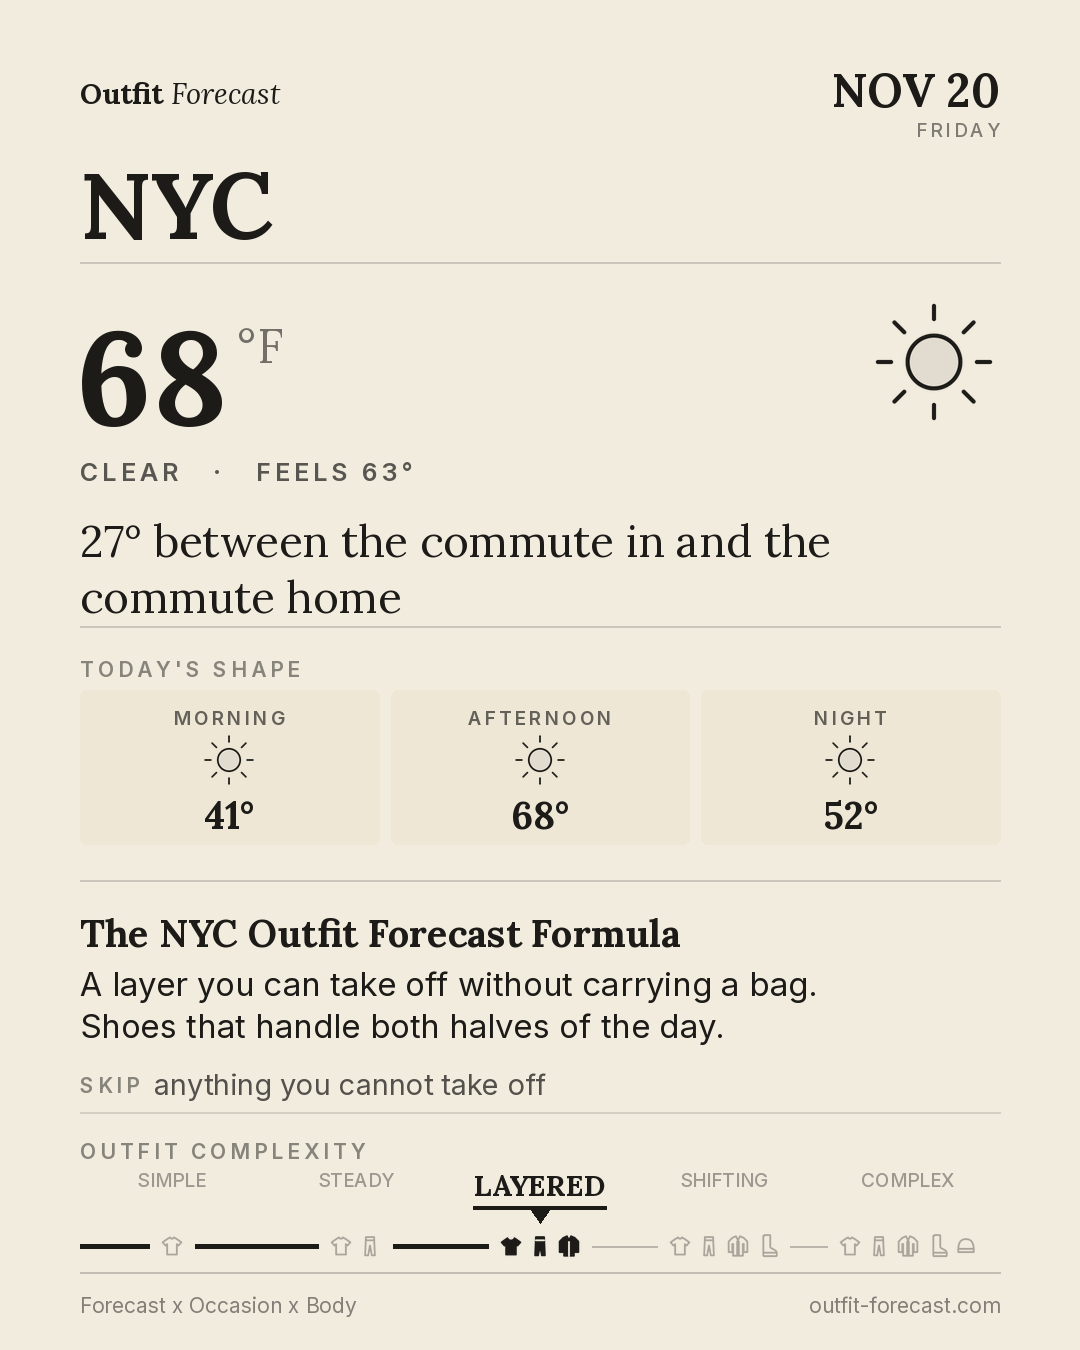 Outfit Forecast
NOV 20
FRIDAY
NYC
68 °F
CLEAR · FEELS 63°
27° between the commute in and the
commute home
TODAY'S SHAPE
MORNING
41°
AFTERNOON
68°
NIGHT
52°
The NYC Outfit Forecast Formula
A layer you can take off without carrying a bag.
Shoes that handle both halves of the day.
SKIP anything you cannot take off
OUTFIT COMPLEXITY
SIMPLE STEADY LAYERED SHIFTING COMPLEX
Forecast x Occasion x Body
outfit-forecast.com